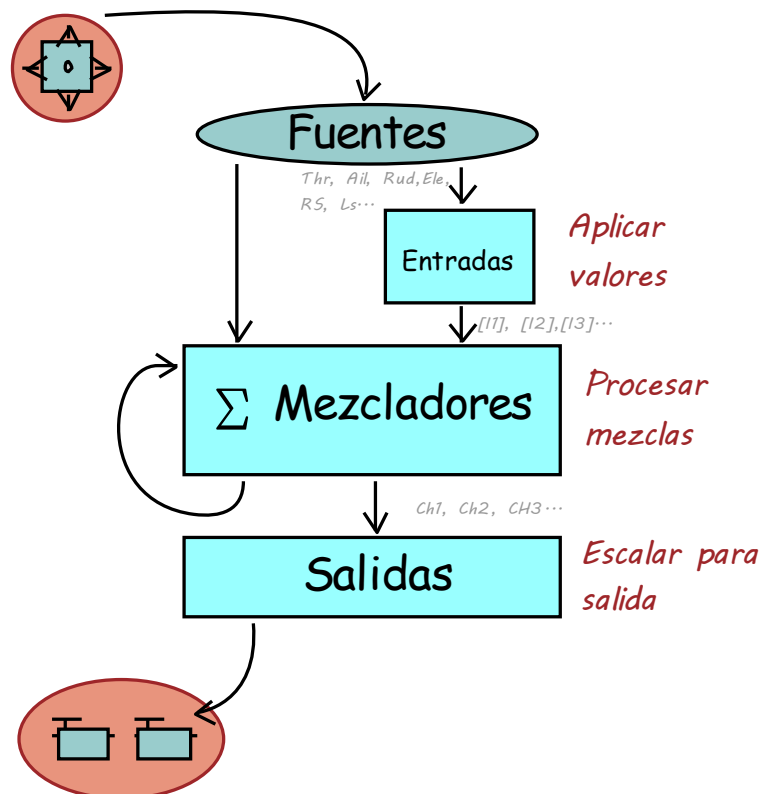 Fuentes
Thr, Ail, Rud,Ele,
RS, Ls...
Entradas
Aplicar
valores
[I1], [I2],[I3]...
Σ Mezcladores
Procesar
mezclas
Ch1, Ch2, CH3...
Salidas
Escalar para
salida